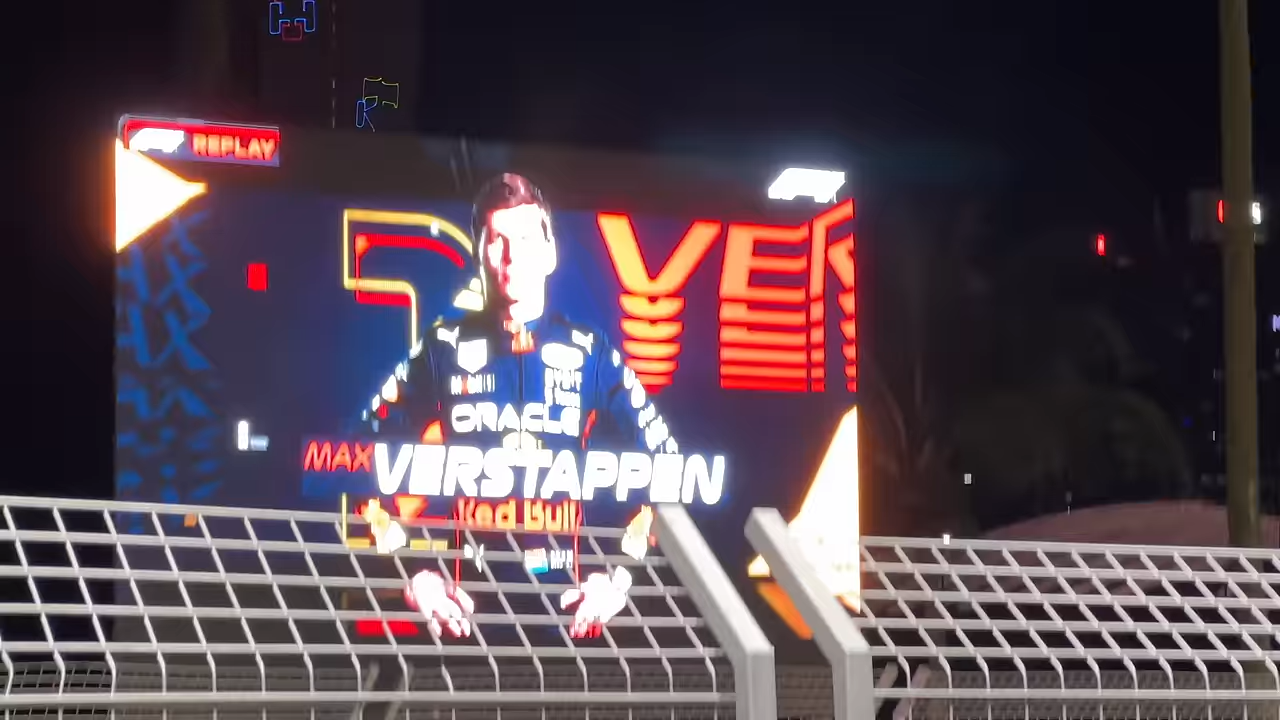 REPLAY
VER
ORACLE
MAX VERSTAPPEN
Red Bull